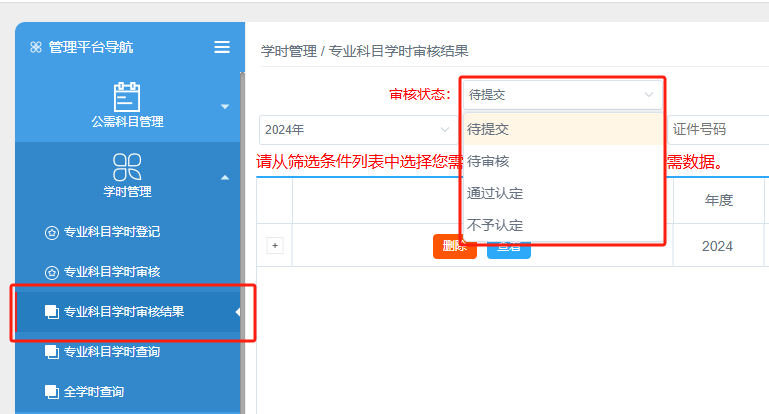 管理平台导航
公需科目管理
学时管理
专业科目学时登记
专业科目学时审核
专业科目学时审核结果
专业科目学时查询
全学时查询
学时管理 / 专业科目学时审核结果
审核状态:
待提交
待提交
待审核
通过认定
不予认定
2024年
证件号码
请从筛选条件列表中选择您需
需数据。
年度
+
删除
查看
2024